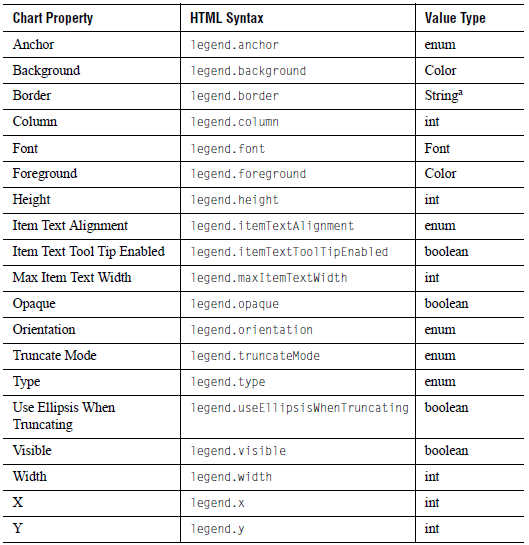 Chart Property HTML Syntax Value Type
Anchor legend.anchor enum
Background legend.background Color
Border legend.border Stringᵃ
Column legend.column int
Font legend.font Font
Foreground legend.foreground Color
Height legend.height int
Item Text Alignment legend.itemTextAlignment enum
Item Text Tool Tip Enabled legend.itemTextToolTipEnabled boolean
Max Item Text Width legend.maxItemTextWidth int
Opaque legend.opaque boolean
Orientation legend.orientation enum
Truncate Mode legend.truncateMode enum
Type legend.type enum
Use Ellipsis When legend.useEllipsisWhenTruncating boolean
Truncating
Visible legend.visible boolean
Width legend.width int
X legend.x int
Y legend.y int